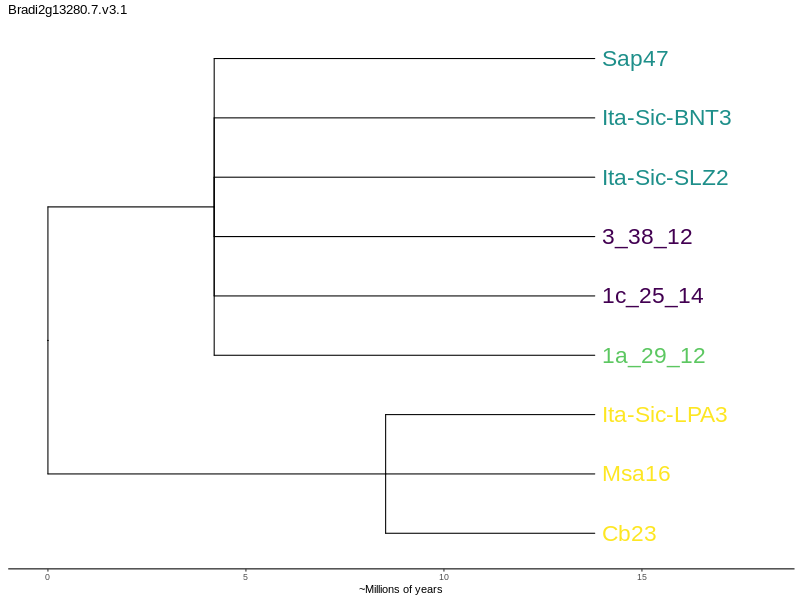 Bradi2g13280.7.v3.1
Sap47
Ita-Sic-BNT3
Ita-Sic-SLZ2
3_38_12
1c_25_14
1a_29_12
Ita-Sic-LPA3
Msa16
Cb23
0 5 10 15
~Millions of years